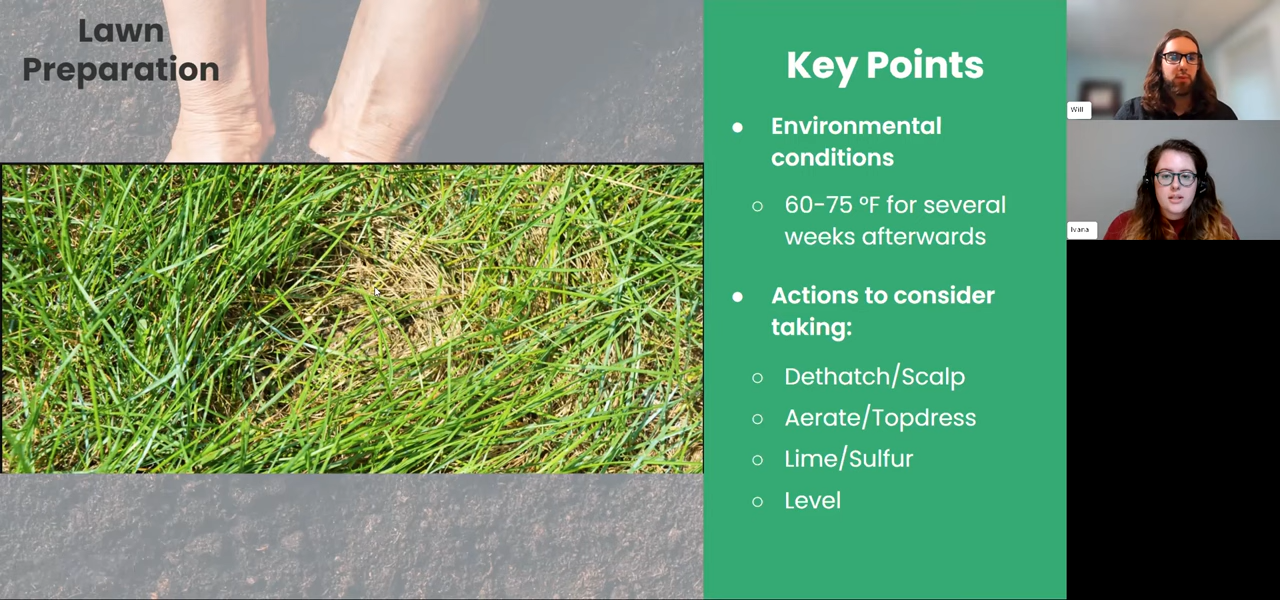 Lawn
Preparation
Key Points
● Environmental
conditions
○ 60-75 °F for several
weeks afterwards
● Actions to consider
taking:
○ Dethatch/Scalp
○ Aerate/Topdress
○ Lime/Sulfur
○ Level
Will
Ivana